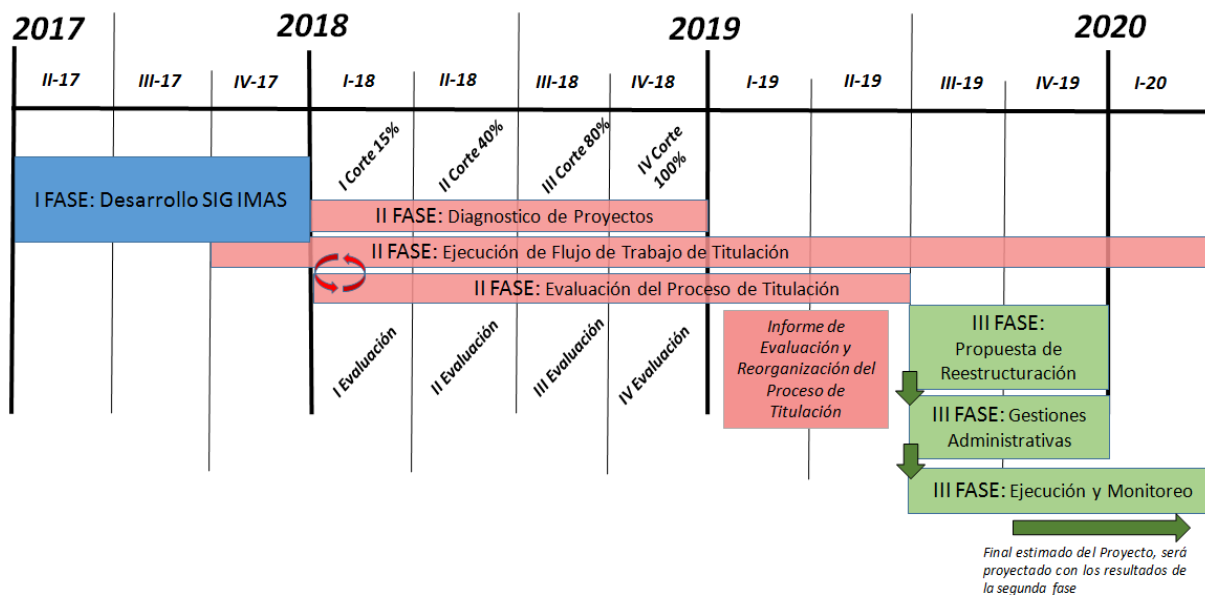 2017
2018
2019
2020
II-17
III-17
IV-17
I-18
II-18
III-18
IV-18
I-19
II-19
III-19
IV-19
I-20
I Corte 15%
II Corte 40%
III Corte 80%
IV Corte
100%
I FASE: Desarrollo SIG IMAS
II FASE: Diagnostico de Proyectos
II FASE: Ejecución de Flujo de Trabajo de Titulación
II FASE: Evaluación del Proceso de Titulación
I Evaluación
II Evaluación
III Evaluación
IV Evaluación
Informe de
Evaluación y
Reorganización del
Proceso de
Titulación
III FASE:
Propuesta de
Reestructuración
III FASE: Gestiones
Administrativas
III FASE: Ejecución y Monitoreo
Final estimado del Proyecto, será
proyectado con los resultados de
la segunda fase